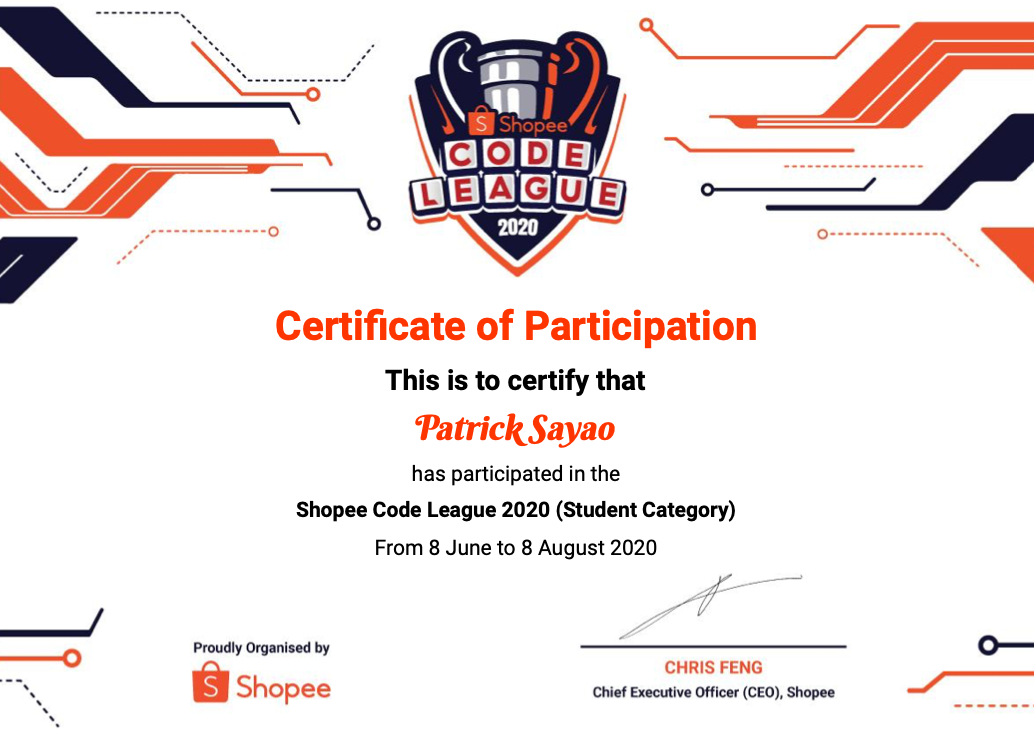 Shopee
CODE
LEAGUE
2020
Certificate of Participation
This is to certify that
Patrick Sayao
has participated in the
Shopee Code League 2020 (Student Category)
From 8 June to 8 August 2020
Proudly Organised by
S Shopee
CHRIS FENG
Chief Executive Officer (CEO), Shopee